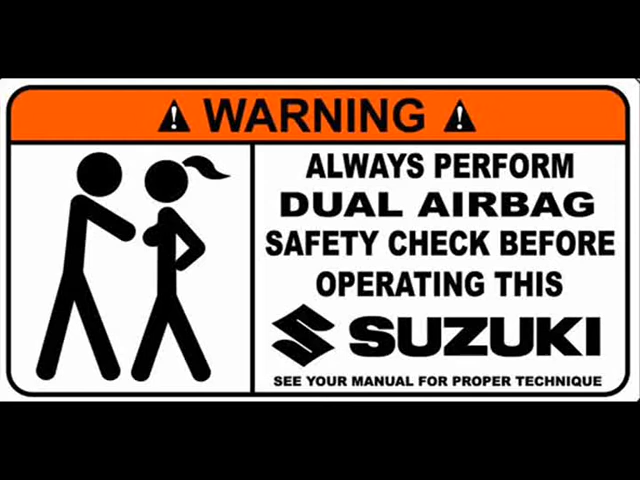 WARNING
ALWAYS PERFORM
DUAL AIRBAG
SAFETY CHECK BEFORE
OPERATING THIS
SUZUKI
SEE YOUR MANUAL FOR PROPER TECHNIQUE